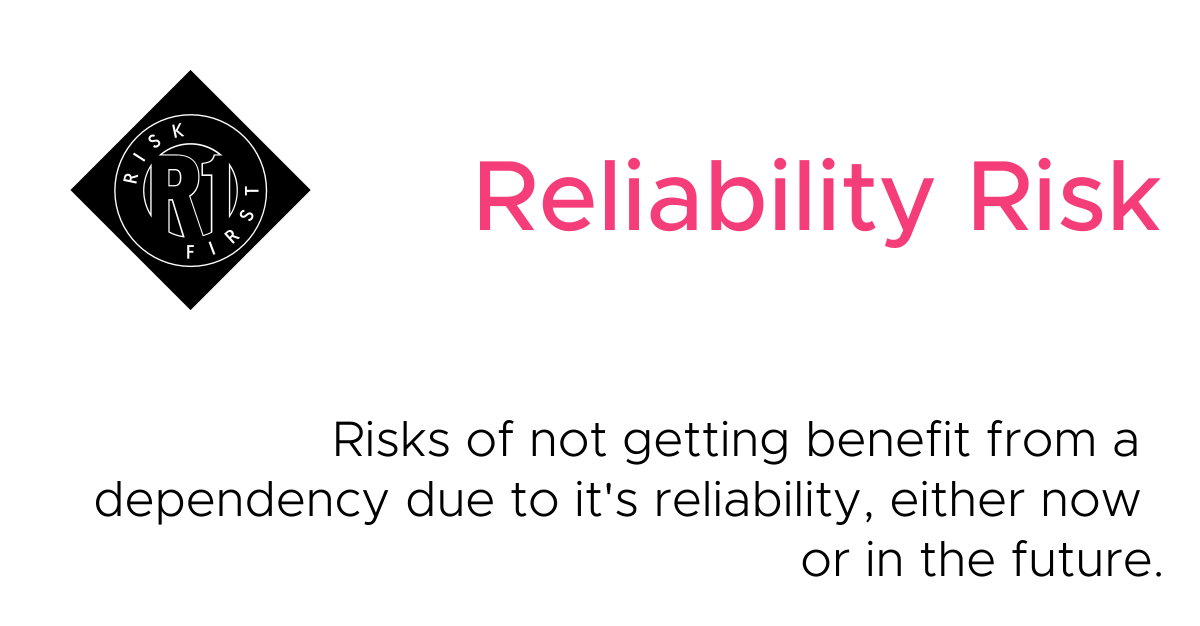 RISK
R1
FIRST
Reliability Risk
Risks of not getting benefit from a
dependency due to it's reliability, either now
or in the future.